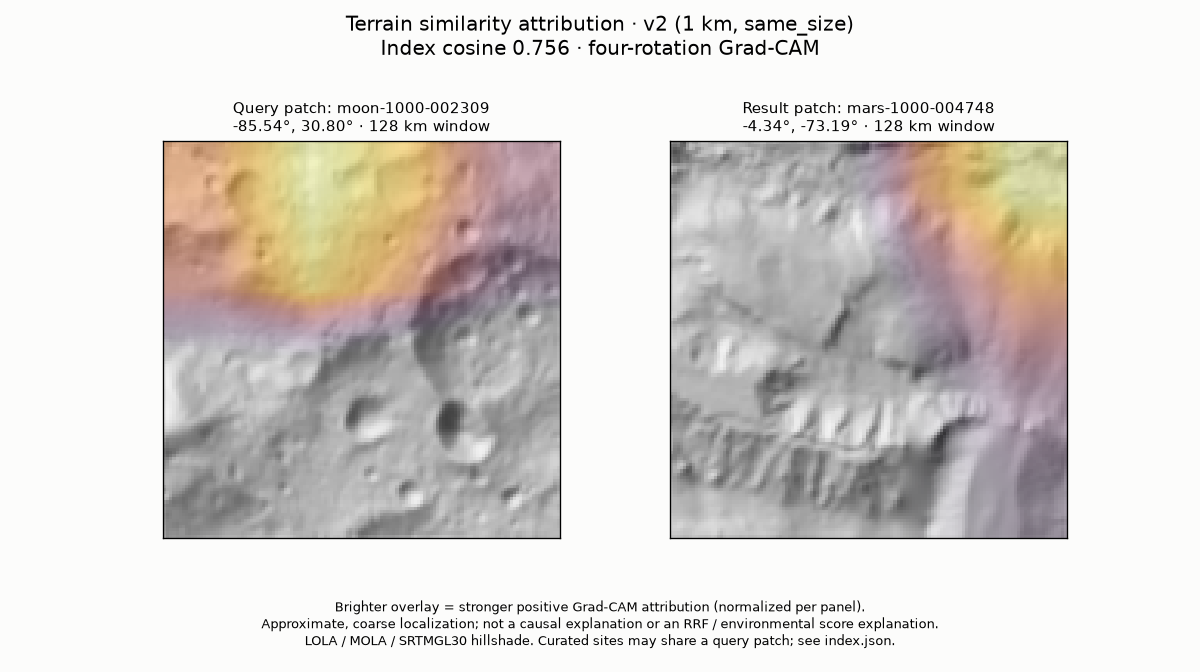 Terrain similarity attribution · v2 (1 km, same_size)
Index cosine 0.756 · four-rotation Grad-CAM
Query patch: moon-1000-002309
-85.54°, 30.80° · 128 km window
Result patch: mars-1000-004748
-4.34°, -73.19° · 128 km window
Brighter overlay = stronger positive Grad-CAM attribution (normalized per panel).
Approximate, coarse localization; not a causal explanation or an RRF / environmental score explanation.
LOLA / MOLA / SRTMGL30 hillshade. Curated sites may share a query patch; see index.json.